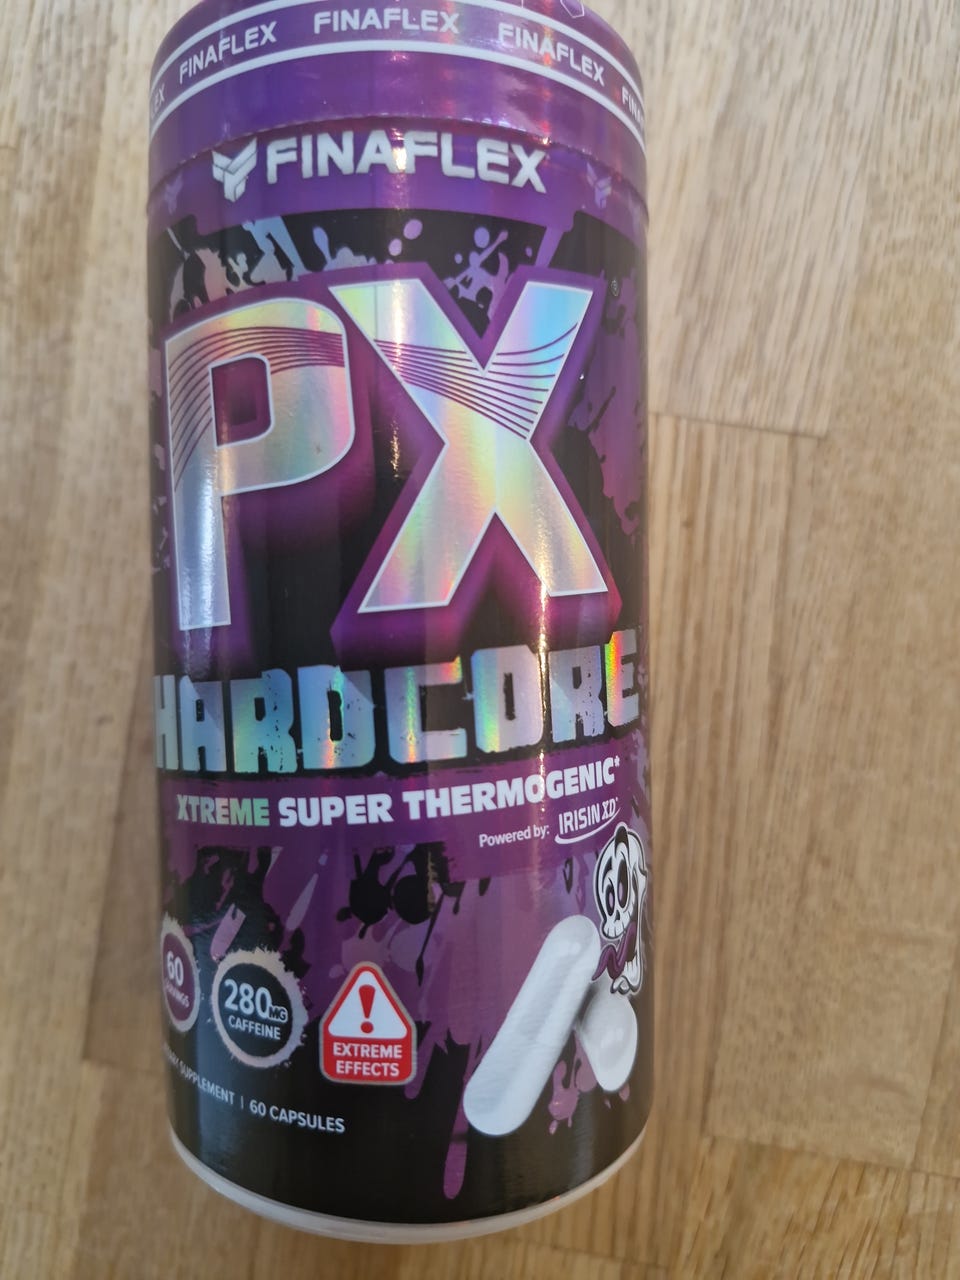 FINAFLEX FINAFLEX FINAFLEX
FINAFLEX
PX
®
HARDCORE
XTREME SUPER THERMOGENIC*
Powered by: IRISIN XD
60
280MG
CAFFEINE
EXTREME
EFFECTS
SUPPLEMENT | 60 CAPSULES